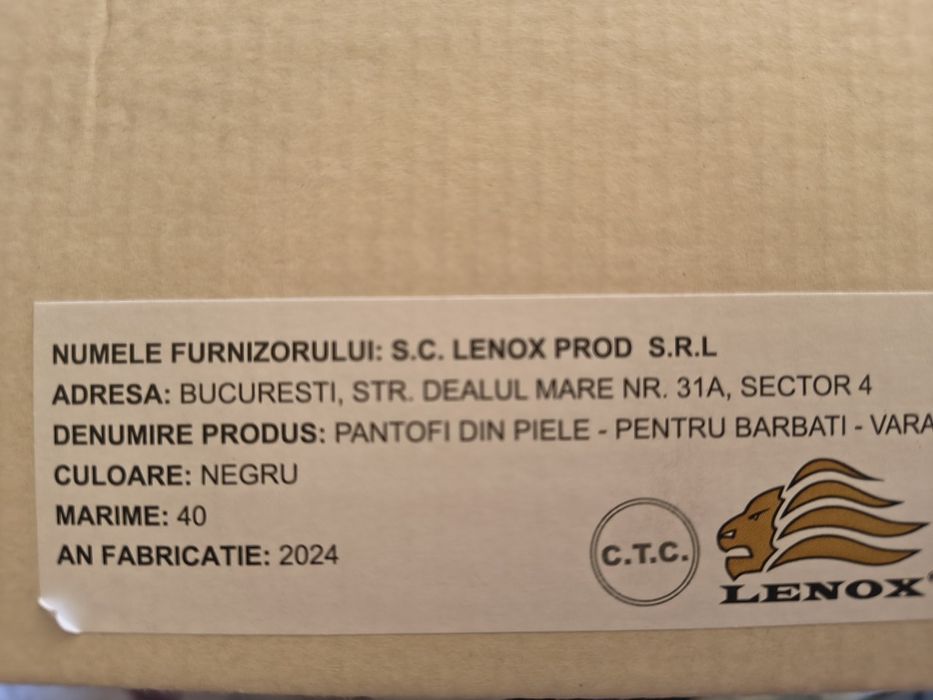 NUMELE FURNIZORULUI: S.C. LENOX PROD S.R.L
ADRESA: BUCURESTI, STR. DEALUL MARE NR. 31A, SECTOR 4
DENUMIRE PRODUS: PANTOFI DIN PIELE - PENTRU BARBATI - VARA
CULOARE: NEGRU
MARIME: 40
AN FABRICATIE: 2024
C.T.C.
LENOX